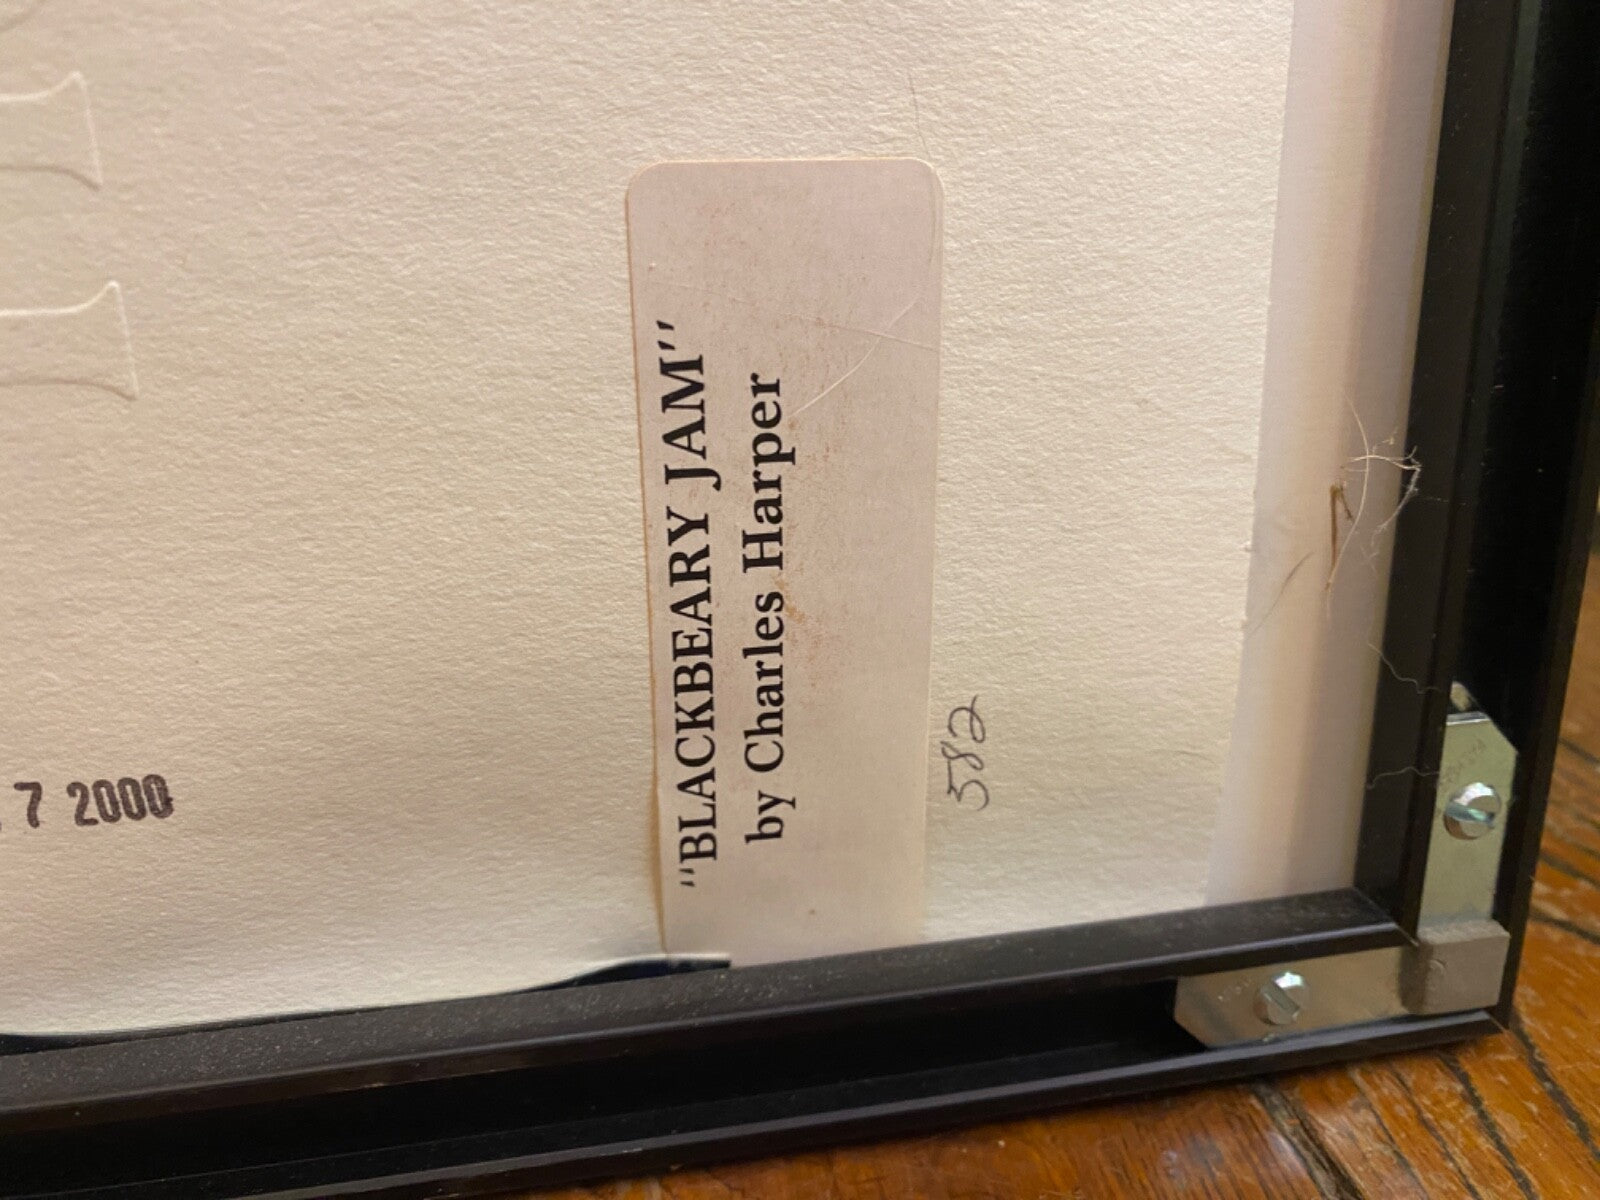 "BLACKBEARY JAM"
by Charles Harper
582
7 2000